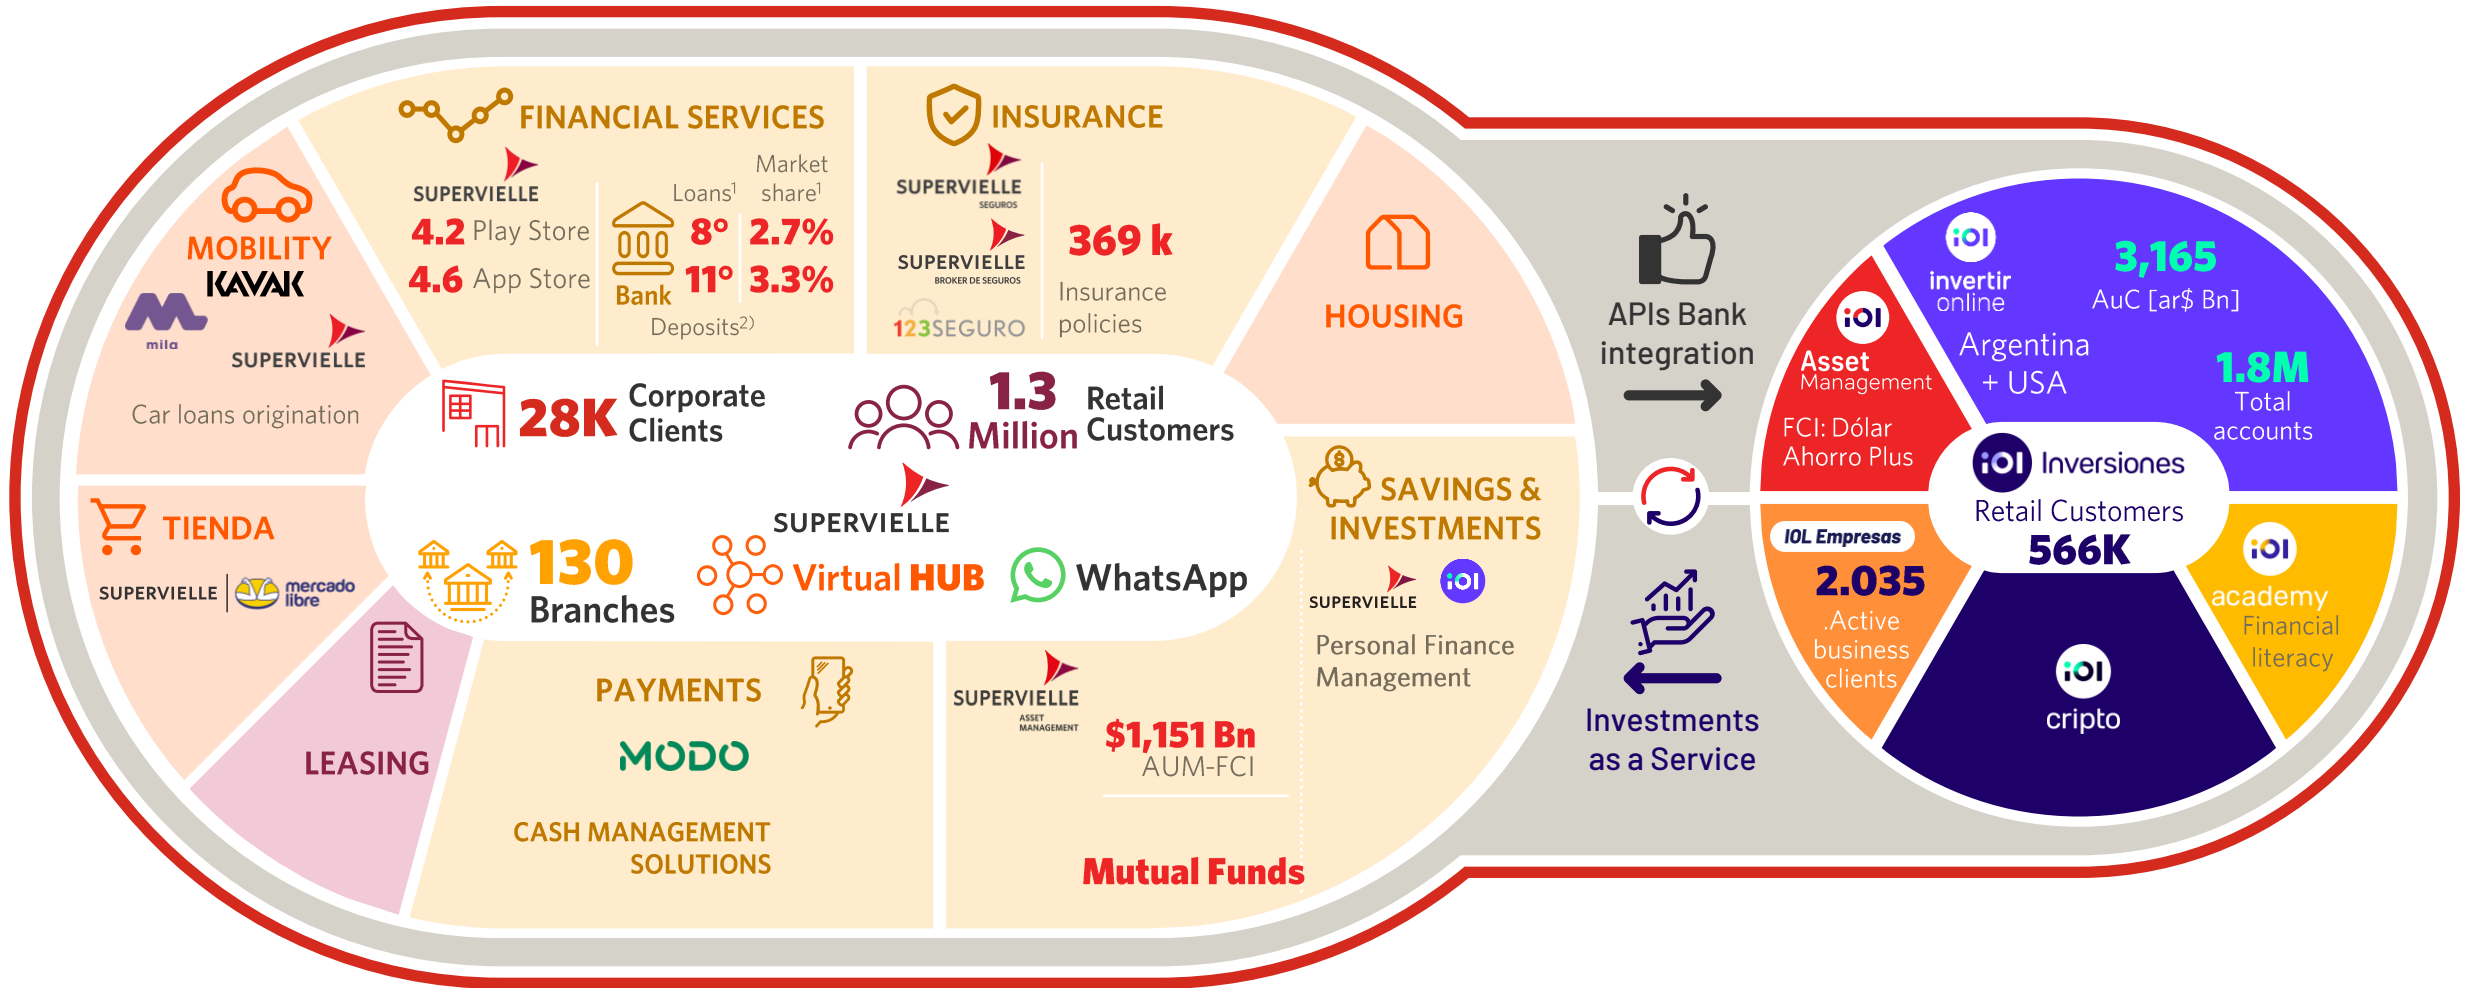 FINANCIAL SERVICES
SUPERVIELLE
4.2 Play Store
4.6 App Store
Loans¹
Market
share¹
8° 2.7%
11° 3.3%
Bank
Deposits²⁾
INSURANCE
SUPERVIELLE
SEGUROS
SUPERVIELLE
BROKER DE SEGUROS
123SEGURO
369 k
Insurance
policies
MOBILITY
KAVAK
mila
SUPERVIELLE
Car loans origination
HOUSING
28K Corporate
Clients
1.3
Million
Retail
Customers
SUPERVIELLE
130
Branches
Virtual HUB
WhatsApp
TIENDA
SUPERVIELLE
mercado
libre
LEASING
PAYMENTS
MODO
CASH MANAGEMENT
SOLUTIONS
SUPERVIELLE
ASSET
MANAGEMENT
$1,151 Bn
AUM-FCI
Mutual Funds
SAVINGS &
INVESTMENTS
SUPERVIELLE
iOl
Personal Finance
Management
APIs Bank
integration
Investments
as a Service
iOl
Asset
Management
FCI: Dólar
Ahorro Plus
iOl
invertir
online
Argentina
+ USA
3,165
AuC [ar$ Bn]
1.8M
Total
accounts
iOl Inversiones
Retail Customers
566K
IOL Empresas
2.035
.Active
business
clients
iOl
cripto
iOl
academy
Financial
literacy